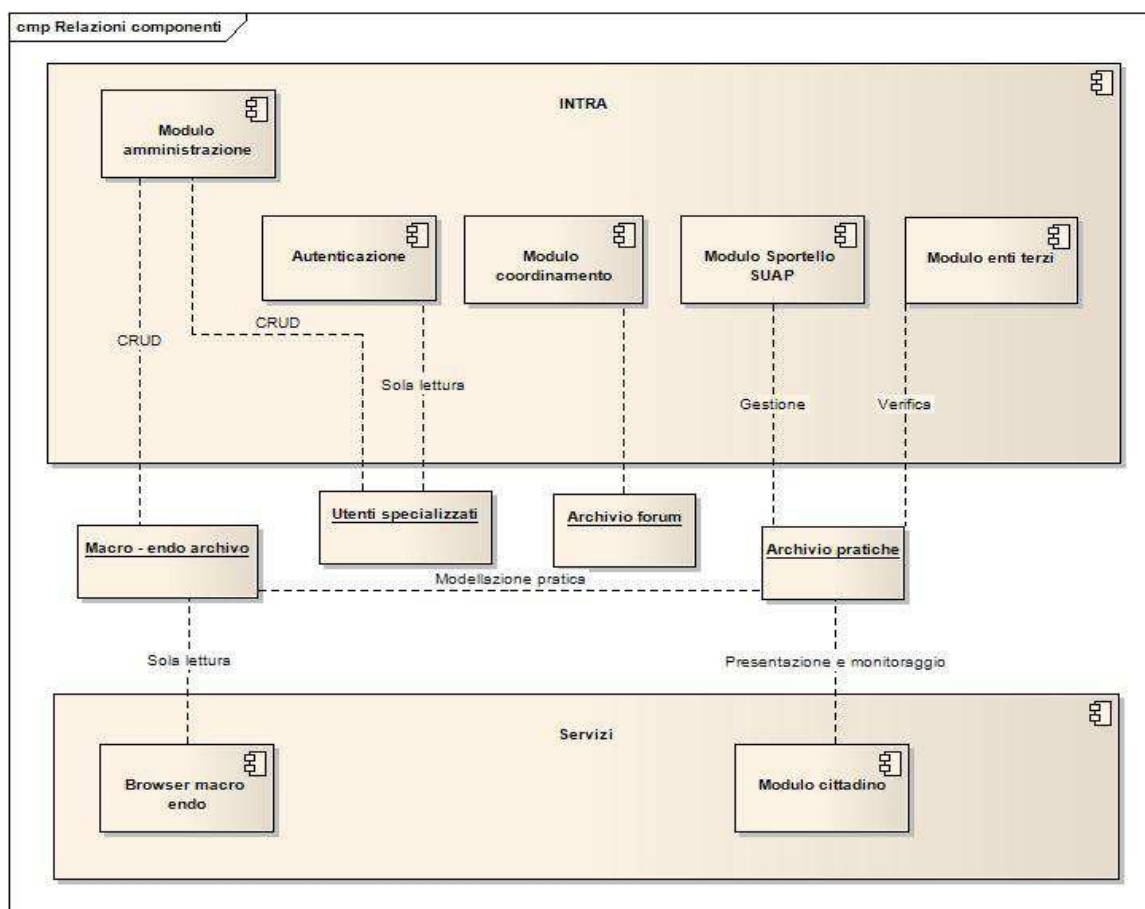 cmp Relazioni componenti
INTRA
Modulo
amministrazione
Autenticazione
Modulo
coordinamento
Modulo Sportello
SUAP
Modulo enti terzi
CRUD
CRUD
Sola lettura
Gestione
Verifica
Utenti specializzati
Archivio forum
Macro - endo archivo
Archivio pratiche
Modellazione pratica
Sola lettura
Presentazione e monitoraggio
Servizi
Browser macro
endo
Modulo cittadino